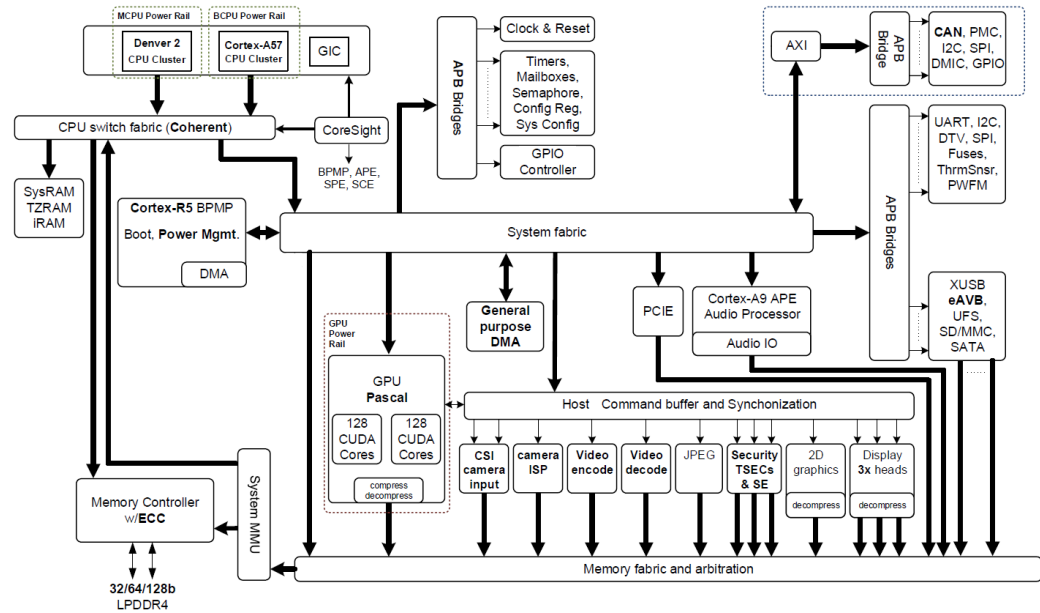 MCPU Power Rail
BCPU Power Rail
Denver 2
CPU Cluster
Cortex-A57
CPU Cluster
GIC
CPU switch fabric (Coherent)
CoreSight
BPMP, APE,
SPE, SCE
SysRAM
TZRAM
iRAM
Cortex-R5 BPMP
Boot, Power Mgmt.
DMA
APB Bridges
Clock & Reset
Timers,
Mailboxes,
Semaphore,
Config Reg,
Sys Config
GPIO
Controller
AXI
APB
Bridge
CAN, PMC,
I2C, SPI,
DMIC, GPIO
APB Bridges
UART, I2C,
DTV, SPI,
Fuses,
ThrmSnsr,
PWFM
XUSB
eAVB,
UFS,
SD/MMC,
SATA
System fabric
GPU
Power
Rail
GPU
Pascal
128
CUDA
Cores
128
CUDA
Cores
compress
decompress
General
purpose
DMA
PCIE
Cortex-A9 APE
Audio Processor
Audio IO
Host Command buffer and Synchonization
CSI
camera
input
camera
ISP
Video
encode
Video
decode
JPEG
Security
TSECs
& SE
2D
graphics
decompress
Display
3x heads
decompress
System MMU
Memory Controller
w/ECC
32/64/128b
LPDDR4
Memory fabric and arbitration